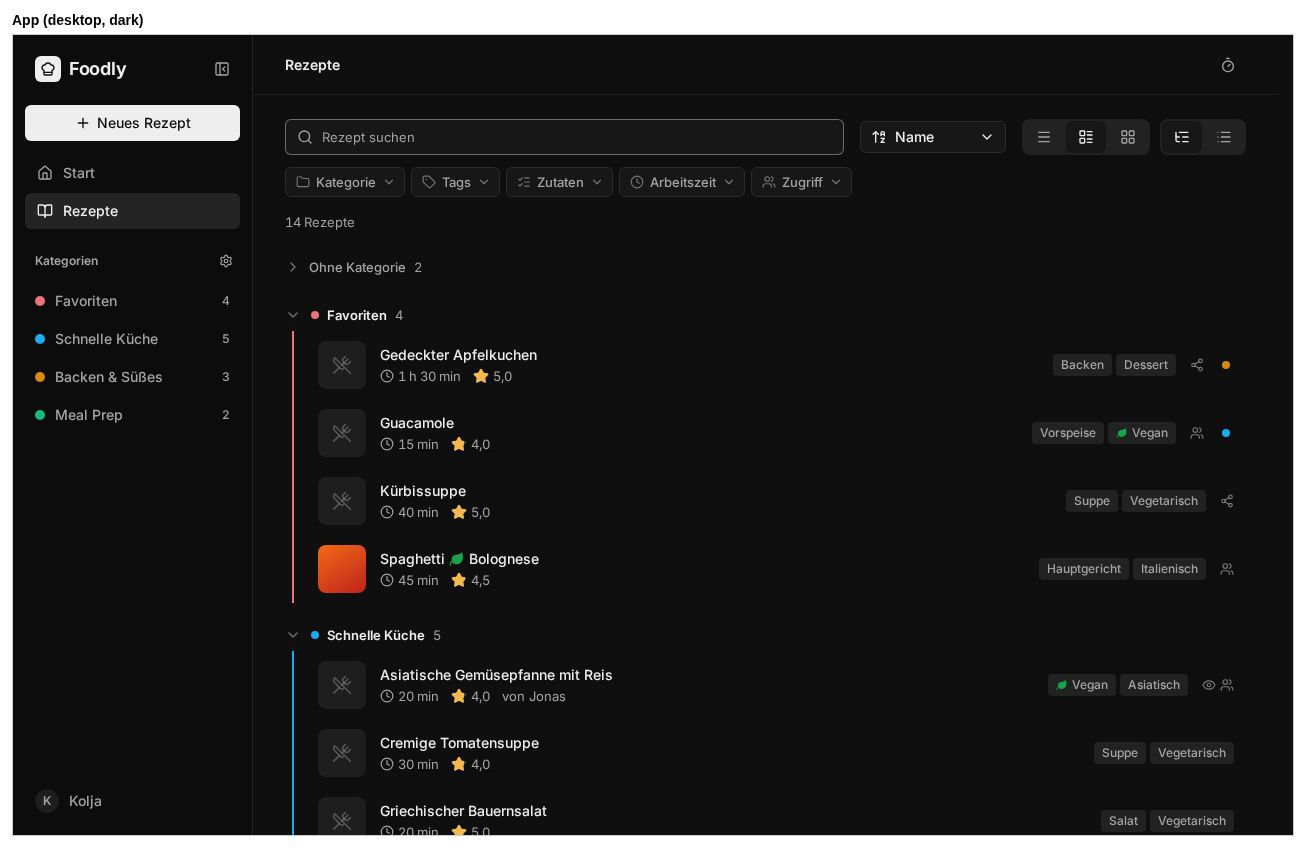 App (desktop, dark)
Foodly
Neues Rezept
Start
Rezepte
Kategorien
Favoriten 4
Schnelle Küche 5
Backen & Süßes 3
Meal Prep 2
K Kolja
Rezepte
Rezept suchen
Name
Kategorie Tags Zutaten Arbeitszeit Zugriff
14 Rezepte
Ohne Kategorie 2
Favoriten 4
Gedeckter Apfelkuchen
1 h 30 min 5,0
Backen Dessert
Guacamole
15 min 4,0
Vorspeise Vegan
Kürbissuppe
40 min 5,0
Suppe Vegetarisch
Spaghetti Bolognese
45 min 4,5
Hauptgericht Italienisch
Schnelle Küche 5
Asiatische Gemüsepfanne mit Reis
20 min 4,0 von Jonas
Vegan Asiatisch
Cremige Tomatensuppe
30 min 4,0
Suppe Vegetarisch
Griechischer Bauernsalat
20 min 5,0
Salat Vegetarisch